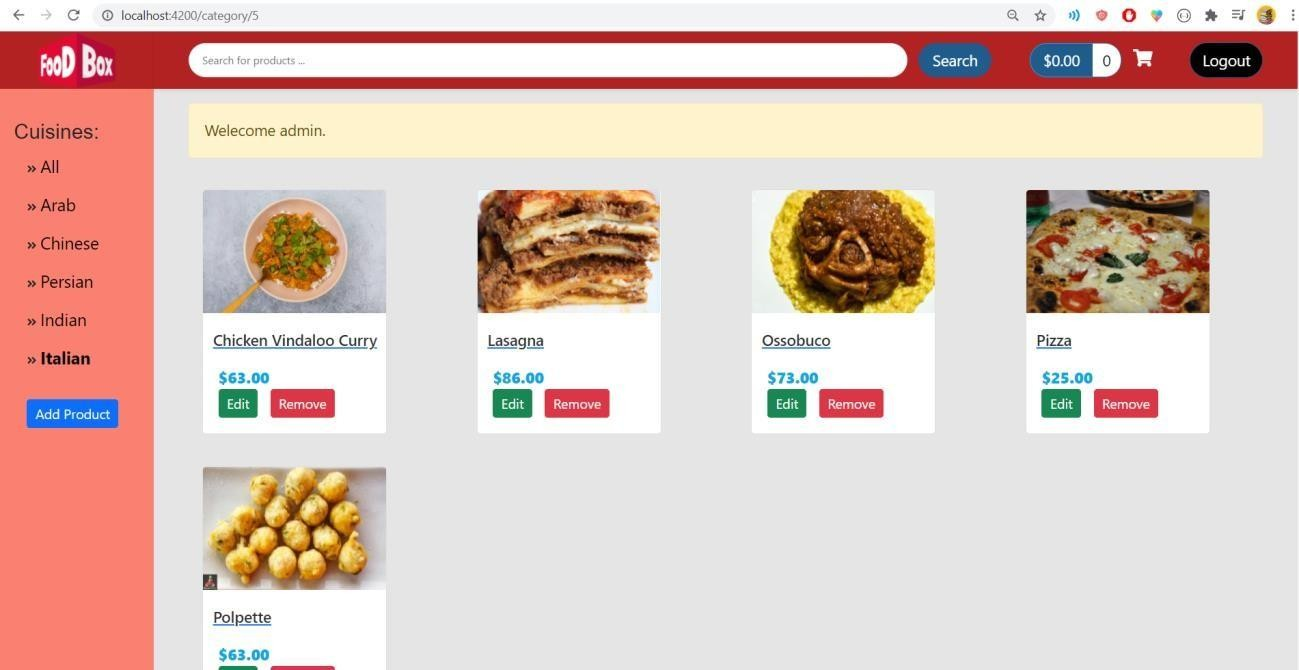 localhost:4200/category/5
FooD Box
Search for products ...
Search
$0.00
0
Logout
Cuisines:
» All
» Arab
» Chinese
» Persian
» Indian
» Italian
Add Product
Welecome admin.
Chicken Vindaloo Curry
$63.00
Edit
Remove
Lasagna
$86.00
Edit
Remove
Ossobuco
$73.00
Edit
Remove
Pizza
$25.00
Edit
Remove
Polpette
$63.00